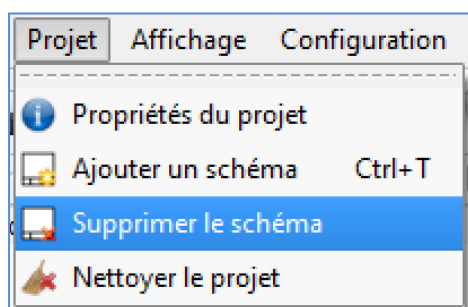 Projet Affichage Configuration
Propriétés du projet
Ajouter un schéma Ctrl+T
Supprimer le schéma
Nettoyer le projet